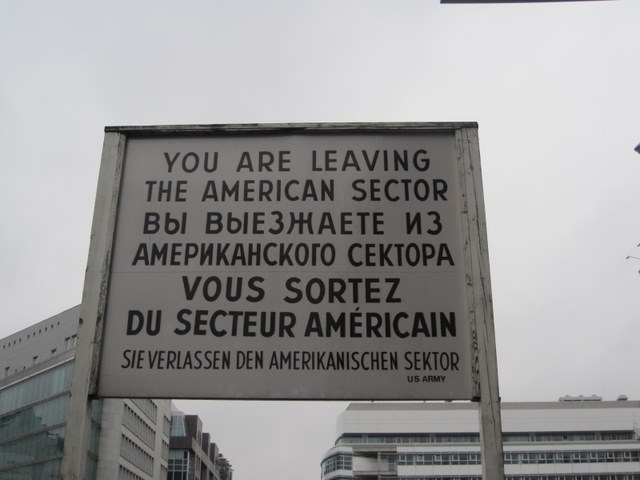 YOU ARE LEAVING
THE AMERICAN SECTOR
ВЫ ВЫЕЗЖАЕТЕ ИЗ
АМЕРИКАНСКОГО СЕКТОРА
VOUS SORTEZ
DU SECTEUR AMÉRICAIN
SIE VERLASSEN DEN AMERIKANISCHEN SEKTOR
US ARMY